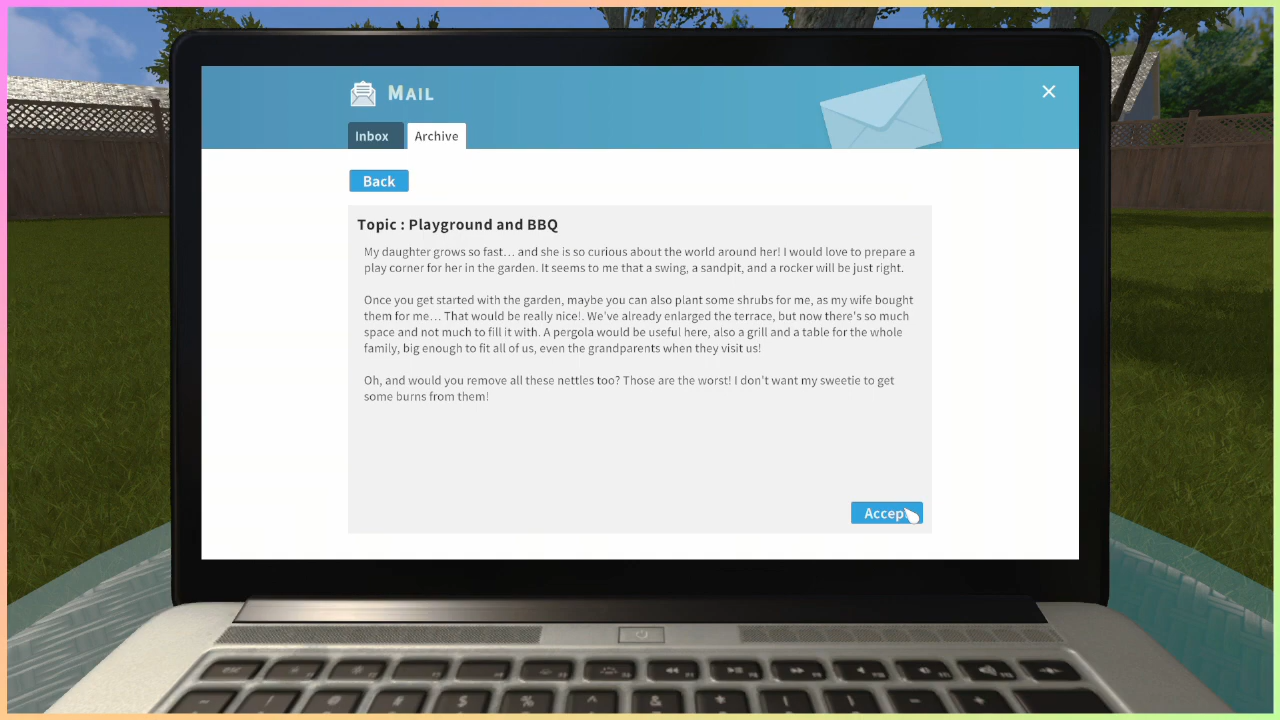 MAIL
Inbox
Archive
Back
Topic : Playground and BBQ
My daughter grows so fast... and she is so curious about the world around her! I would love to prepare a
play corner for her in the garden. It seems to me that a swing, a sandpit, and a rocker will be just right.
Once you get started with the garden, maybe you can also plant some shrubs for me, as my wife bought
them for me... That would be really nice!. We've already enlarged the terrace, but now there's so much
space and not much to fill it with. A pergola would be useful here, also a grill and a table for the whole
family, big enough to fit all of us, even the grandparents when they visit us!
Oh, and would you remove all these nettles too? Those are the worst! I don't want my sweetie to get
some burns from them!
Accep